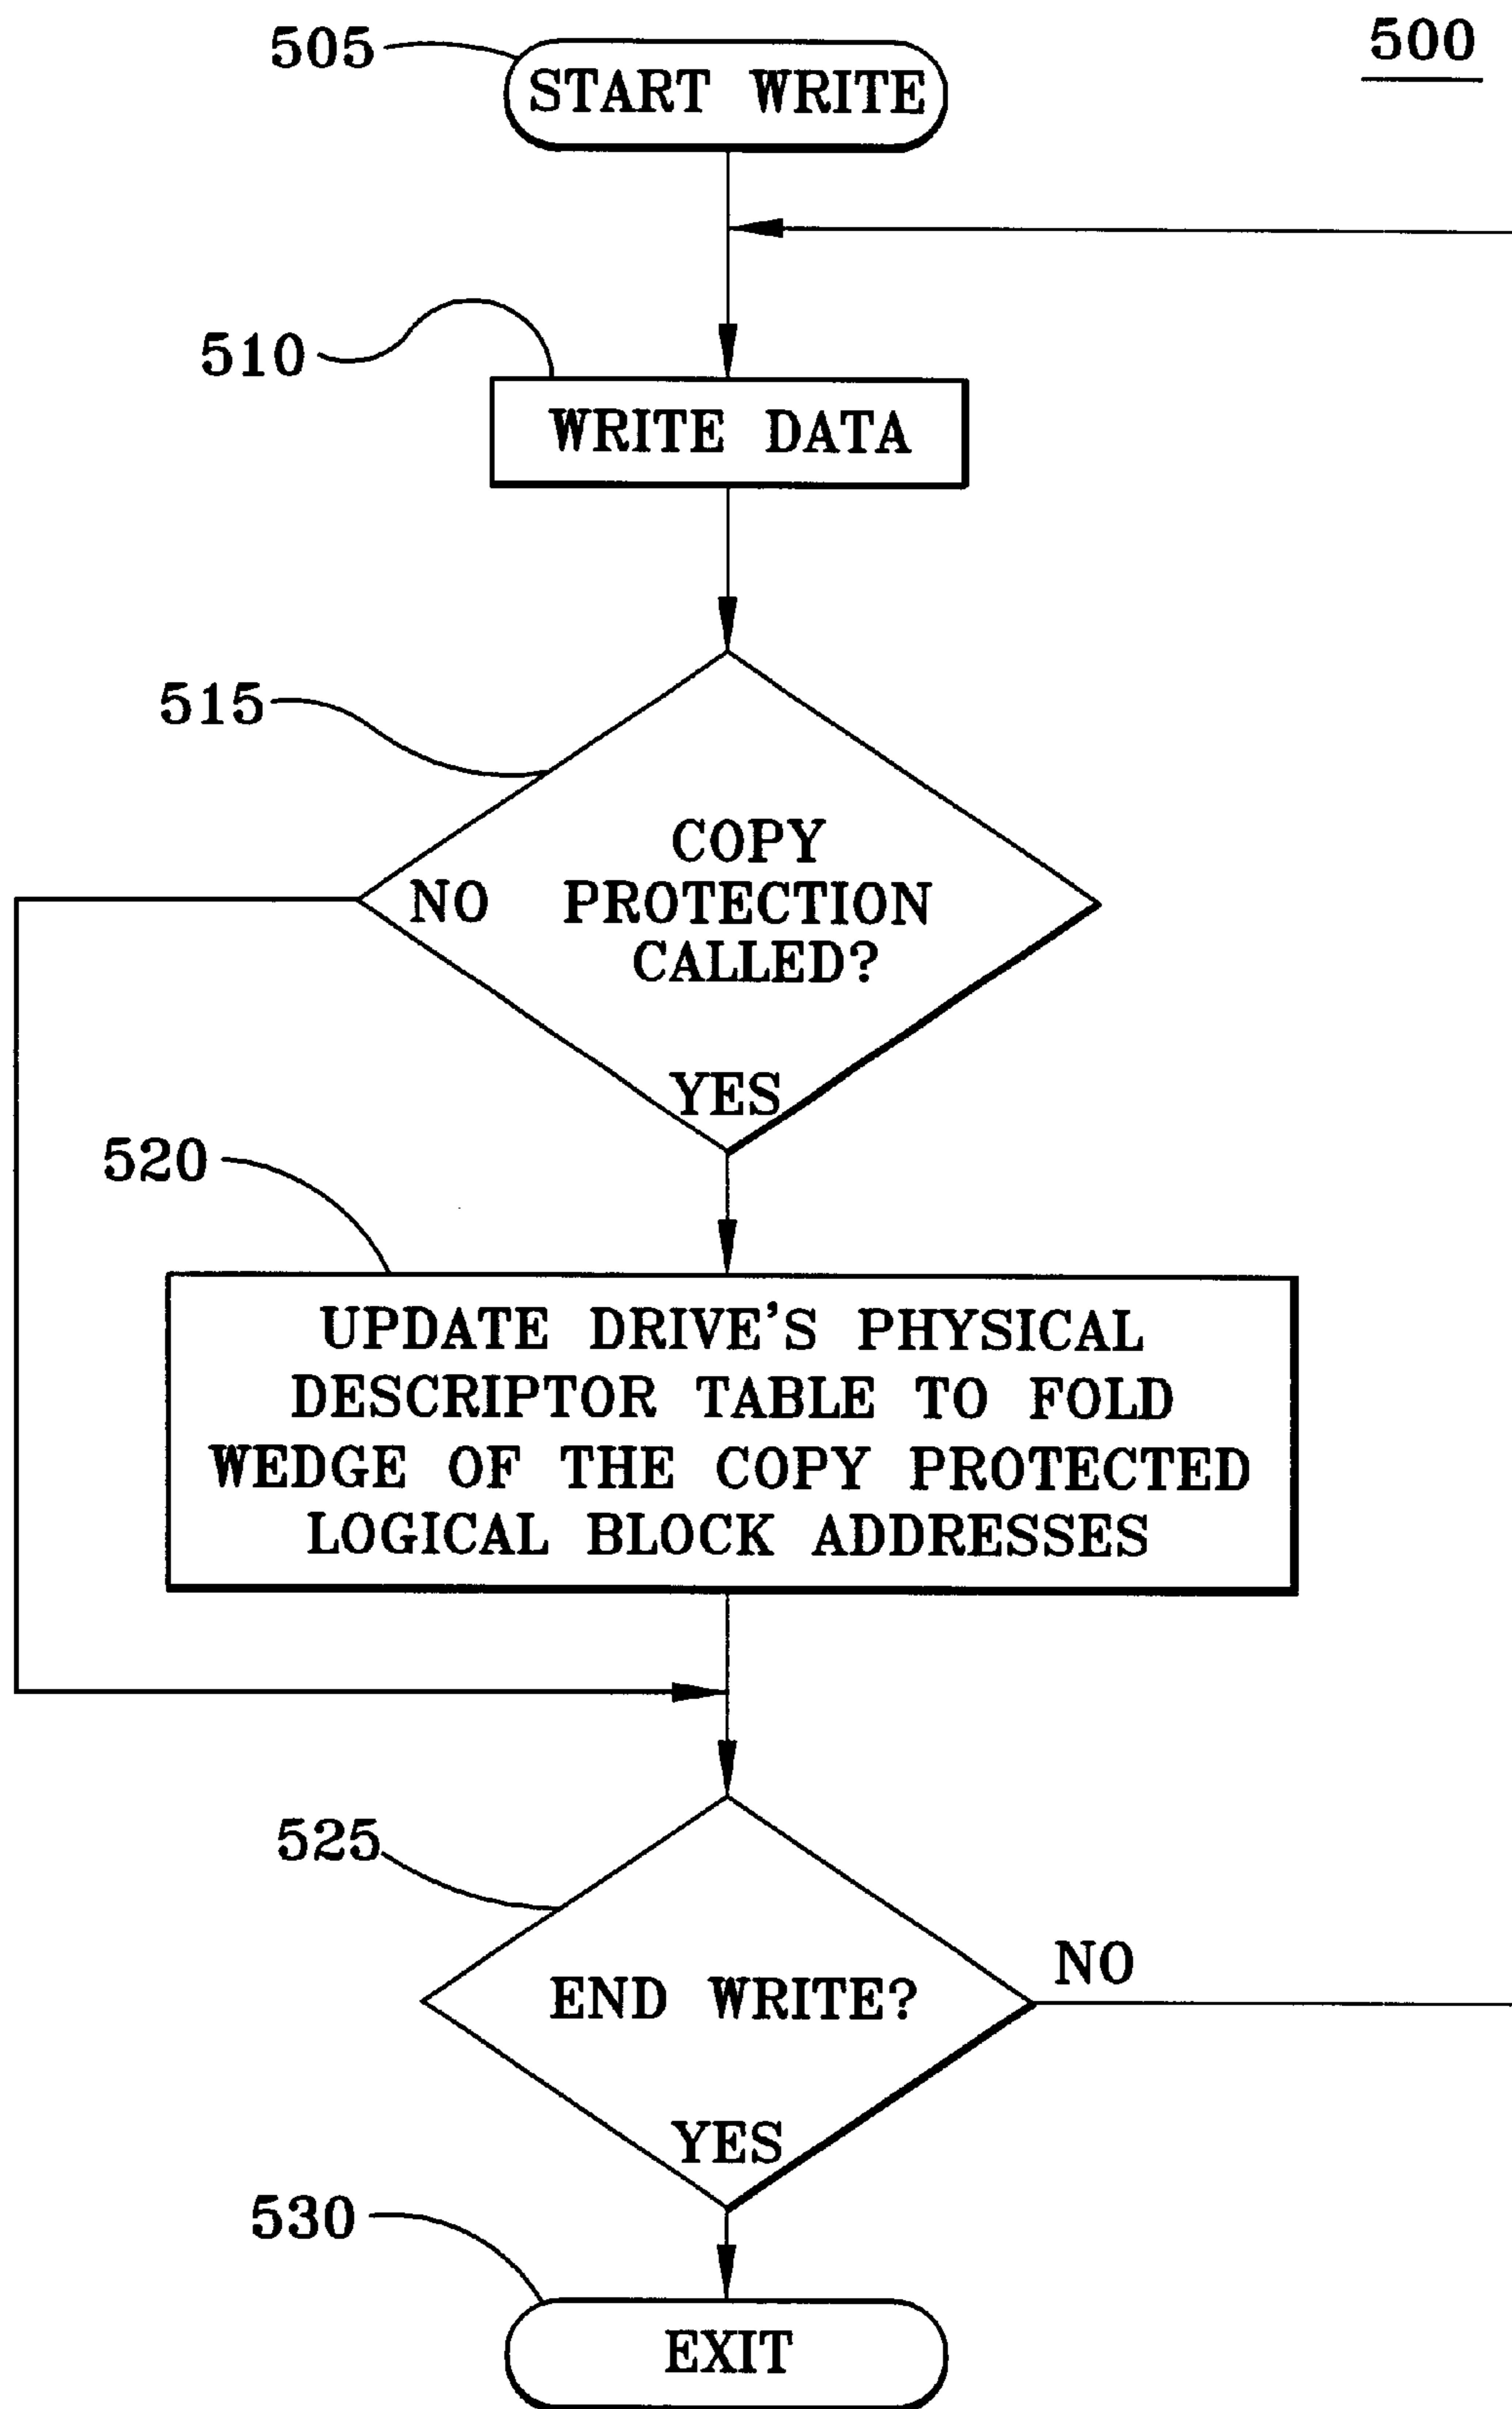 500
505
START WRITE
510
WRITE DATA
515
COPY
NO PROTECTION
CALLED?
YES
520
UPDATE DRIVE'S PHYSICAL
DESCRIPTOR TABLE TO FOLD
WEDGE OF THE COPY PROTECTED
LOGICAL BLOCK ADDRESSES
525
NO
END WRITE?
YES
530
EXIT